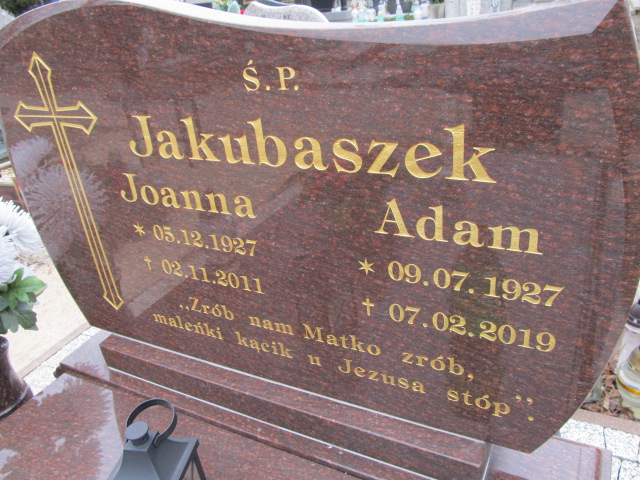 Ś.P.
Jakubaszek
Joanna
* 05.12.1927
† 02.11.2011
Adam
* 09.07.1927
† 07.02.2019
„Zrób nam Matko zrób,
maleńki kącik u Jezusa stóp”.